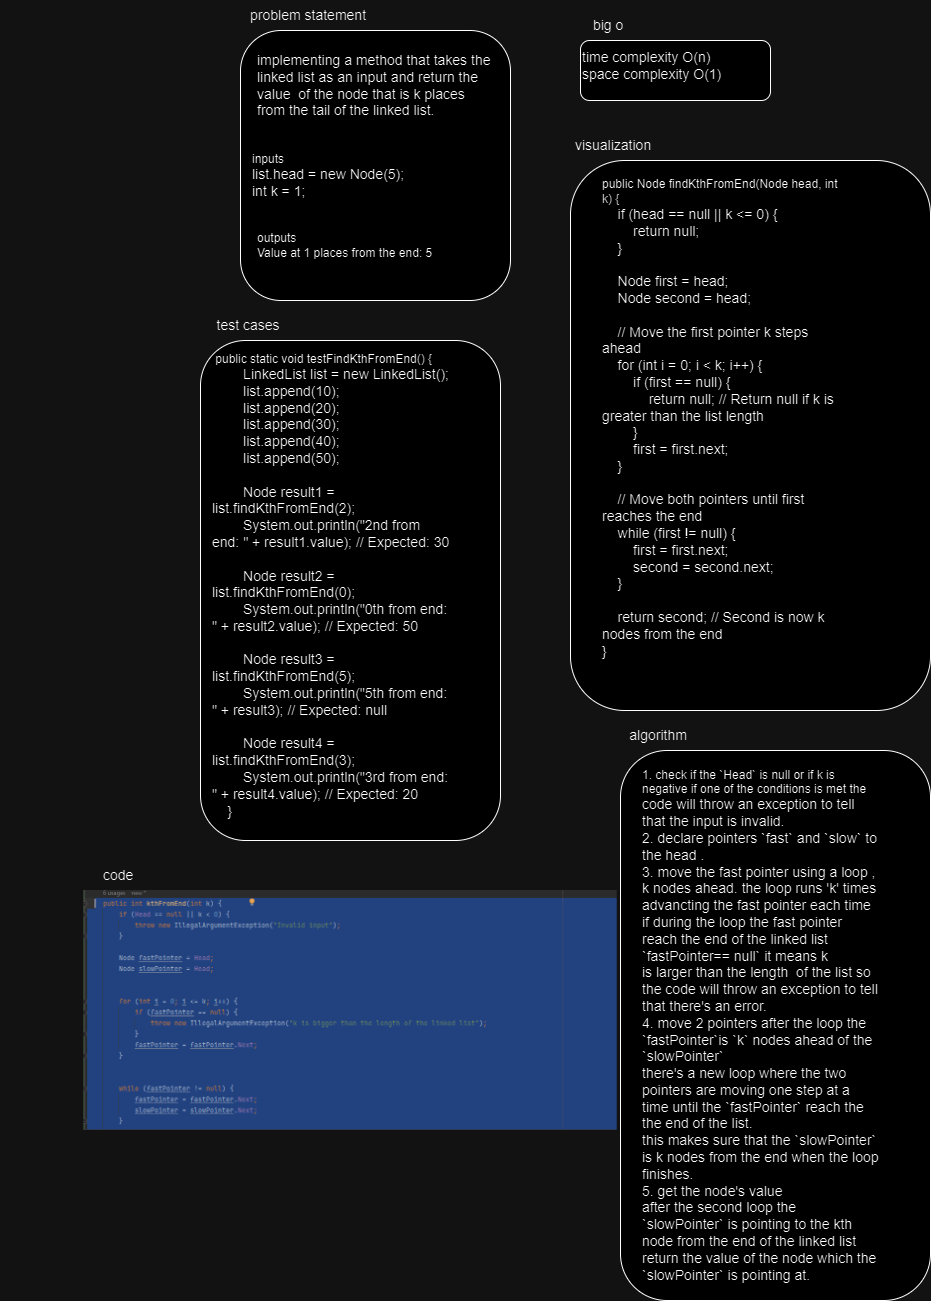 problem statement
implementing a method that takes the
linked list as an input and return the
value  of the node that is k places
from the tail of the linked list.
inputs
list.head = new Node(5);
int k = 1;
outputs
Value at 1 places from the end: 5
big o
time complexity O(n)
space complexity O(1)
visualization
public Node findKthFromEnd(Node head, int
k) {
if (head == null || k <= 0) {
return null;
}
Node first = head;
Node second = head;
// Move the first pointer k steps
ahead
for (int i = 0; i < k; i++) {
if (first == null) {
return null; // Return null if k is
greater than the list length
}
first = first.next;
}
// Move both pointers until first
reaches the end
while (first != null) {
first = first.next;
second = second.next;
}
return second; // Second is now k
nodes from the end
}
test cases
public static void testFindKthFromEnd() {
LinkedList list = new LinkedList();
list.append(10);
list.append(20);
list.append(30);
list.append(40);
list.append(50);
Node result1 =
list.findKthFromEnd(2);
System.out.println("2nd from
end: " + result1.value); // Expected: 30
Node result2 =
list.findKthFromEnd(0);
System.out.println("0th from end:
" + result2.value); // Expected: 50
Node result3 =
list.findKthFromEnd(5);
System.out.println("5th from end:
" + result3); // Expected: null
Node result4 =
list.findKthFromEnd(3);
System.out.println("3rd from end:
" + result4.value); // Expected: 20
}
algorithm
1. check if the `Head` is null or if k is
negative if one of the conditions is met the
code will throw an exception to tell
that the input is invalid.
2. declare pointers `fast` and `slow` to
the head .
3. move the fast pointer using a loop ,
k nodes ahead. the loop runs 'k' times
advancting the fast pointer each time
if during the loop the fast pointer
reach the end of the linked list
`fastPointer== null` it means k
is larger than the length  of the list so
the code will throw an exception to tell
that there's an error.
4. move 2 pointers after the loop the
`fastPointer`is `k` nodes ahead of the
`slowPointer`
there's a new loop where the two
pointers are moving one step at a
time until the `fastPointer` reach the
the end of the list.
this makes sure that the `slowPointer`
is k nodes from the end when the loop
finishes.
5. get the node's value
after the second loop the
`slowPointer` is pointing to the kth
node from the end of the linked list
return the value of the node which the
`slowPointer` is pointing at.
code
usages new *
public int kthFromEnd(int k) {
if (Head == null || k < 0) {
throw new IllegalArgumentException("Invalid input");
}
Node fastPointer = Head;
Node slowPointer = Head;
for (int i = 0; i <= k; i++) {
if (fastPointer == null) {
throw new IllegalArgumentException("k is bigger than the length of the linked list");
}
fastPointer = fastPointer.Next;
}
while (fastPointer != null) {
fastPointer = fastPointer.Next;
slowPointer = slowPointer.Next;
}